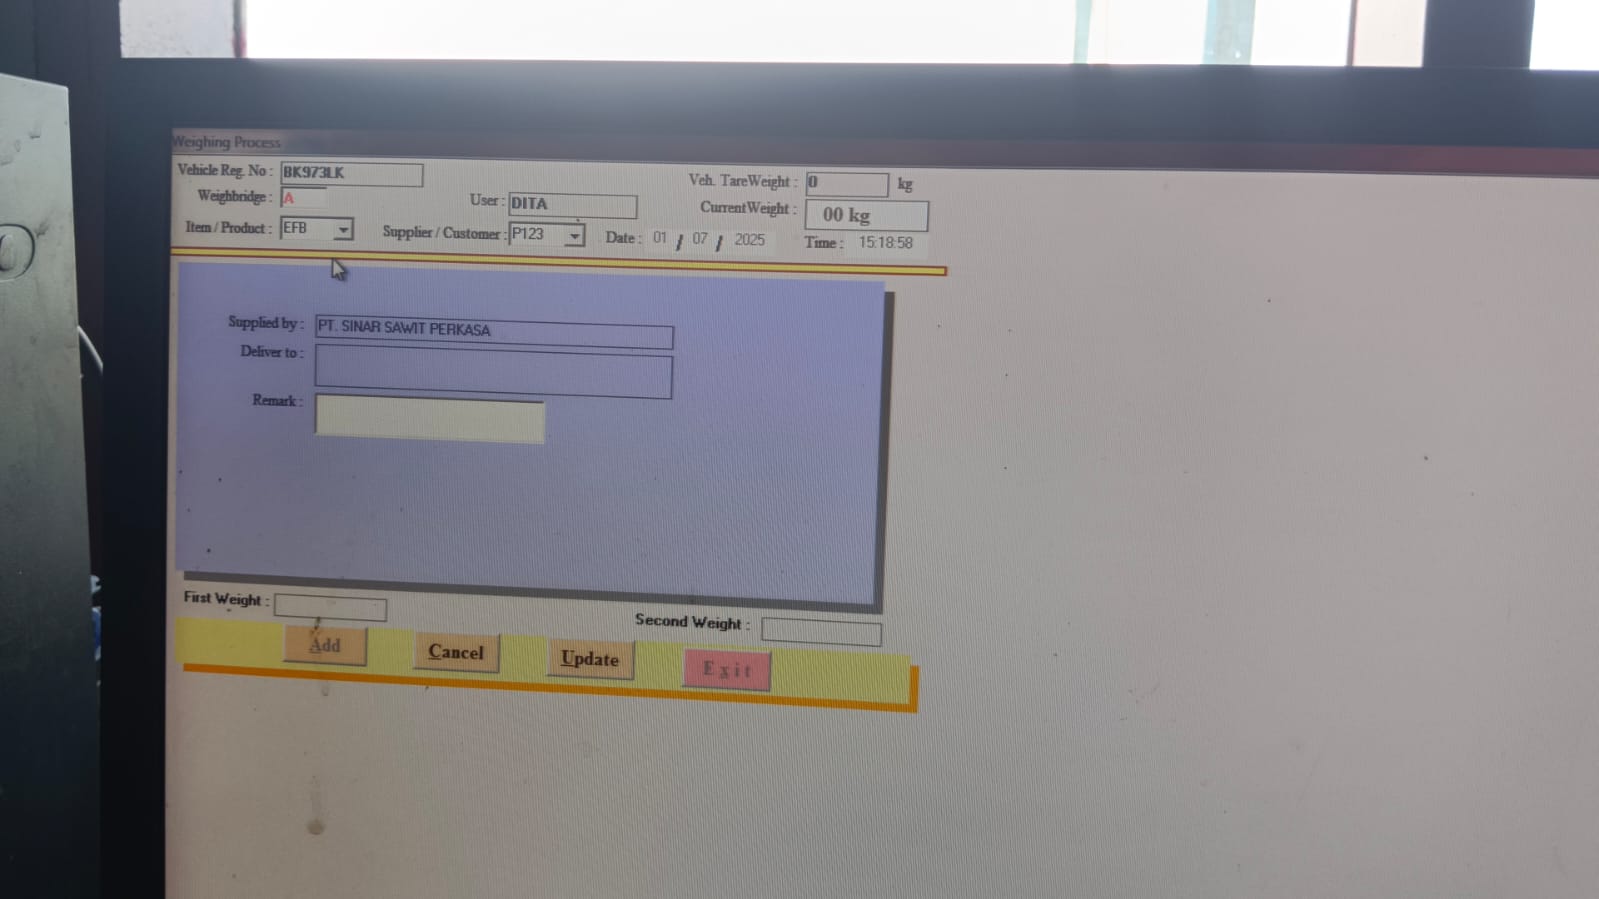 Weighing Process
Vehicle Reg. No : BK973LK
Veh. TareWeight : 0 kg
Weighbridge : A
User : DITA
CurrentWeight : 00 kg
Item / Product : EFB
Supplier / Customer : P123
Date : 01 / 07 / 2025
Time : 15:18:58
Supplied by : PT. SINAR SAWIT PERKASA
Deliver to :
Remark :
First Weight :
Second Weight :
Add
Cancel
Update
Exit